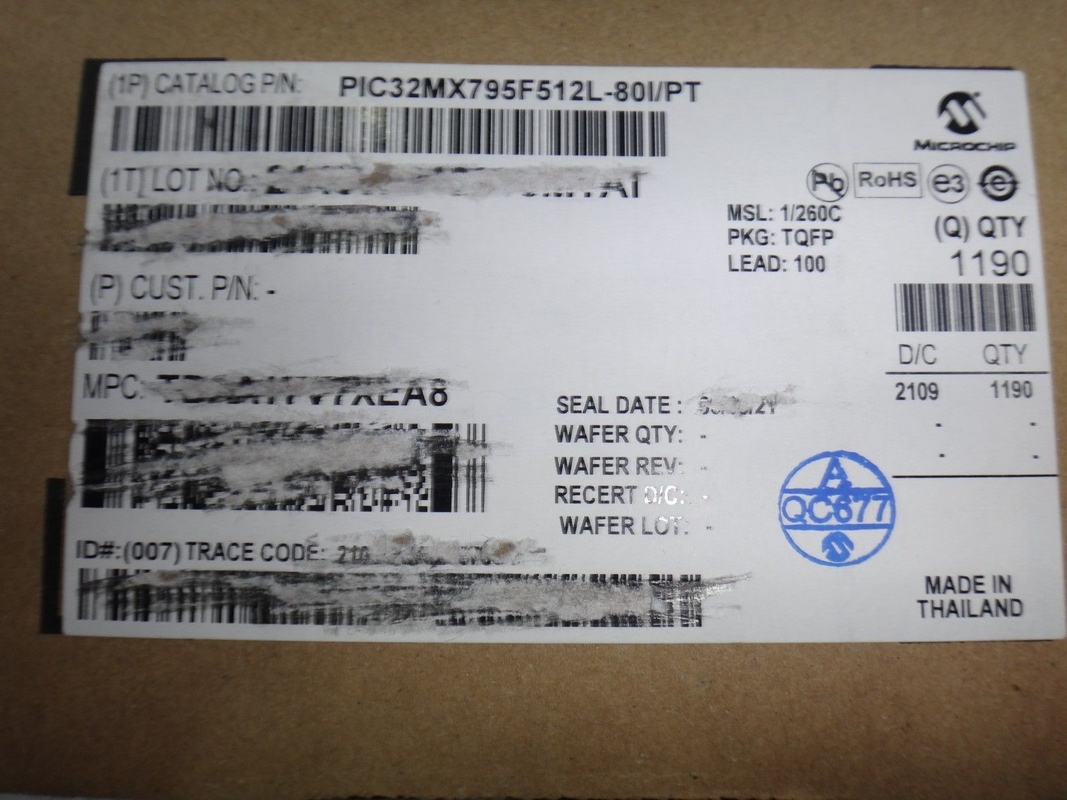 (1P) CATALOG P/N: PIC32MX795F512L-80I/PT
MICROCHIP
(1T) LOT NO.:
Pb RoHS e3 e
MSL: 1/260C
PKG: TQFP
LEAD: 100
(Q) QTY
1190
(P) CUST. P/N: -
D/C QTY
2109 1190
- -
- -
MPC:
SEAL DATE :
WAFER QTY: -
WAFER REV: -
RECERT D/C: -
WAFER LOT: -
A
QC677
ID#:(007) TRACE CODE:
MADE IN
THAILAND